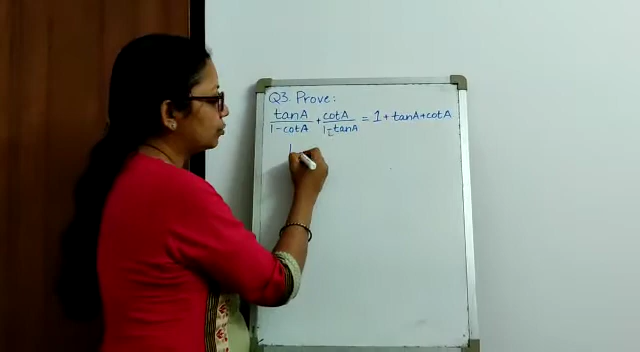 Q3. Prove:
tanA/1-cotA + cotA/1-tanA = 1 + tanA+cotA